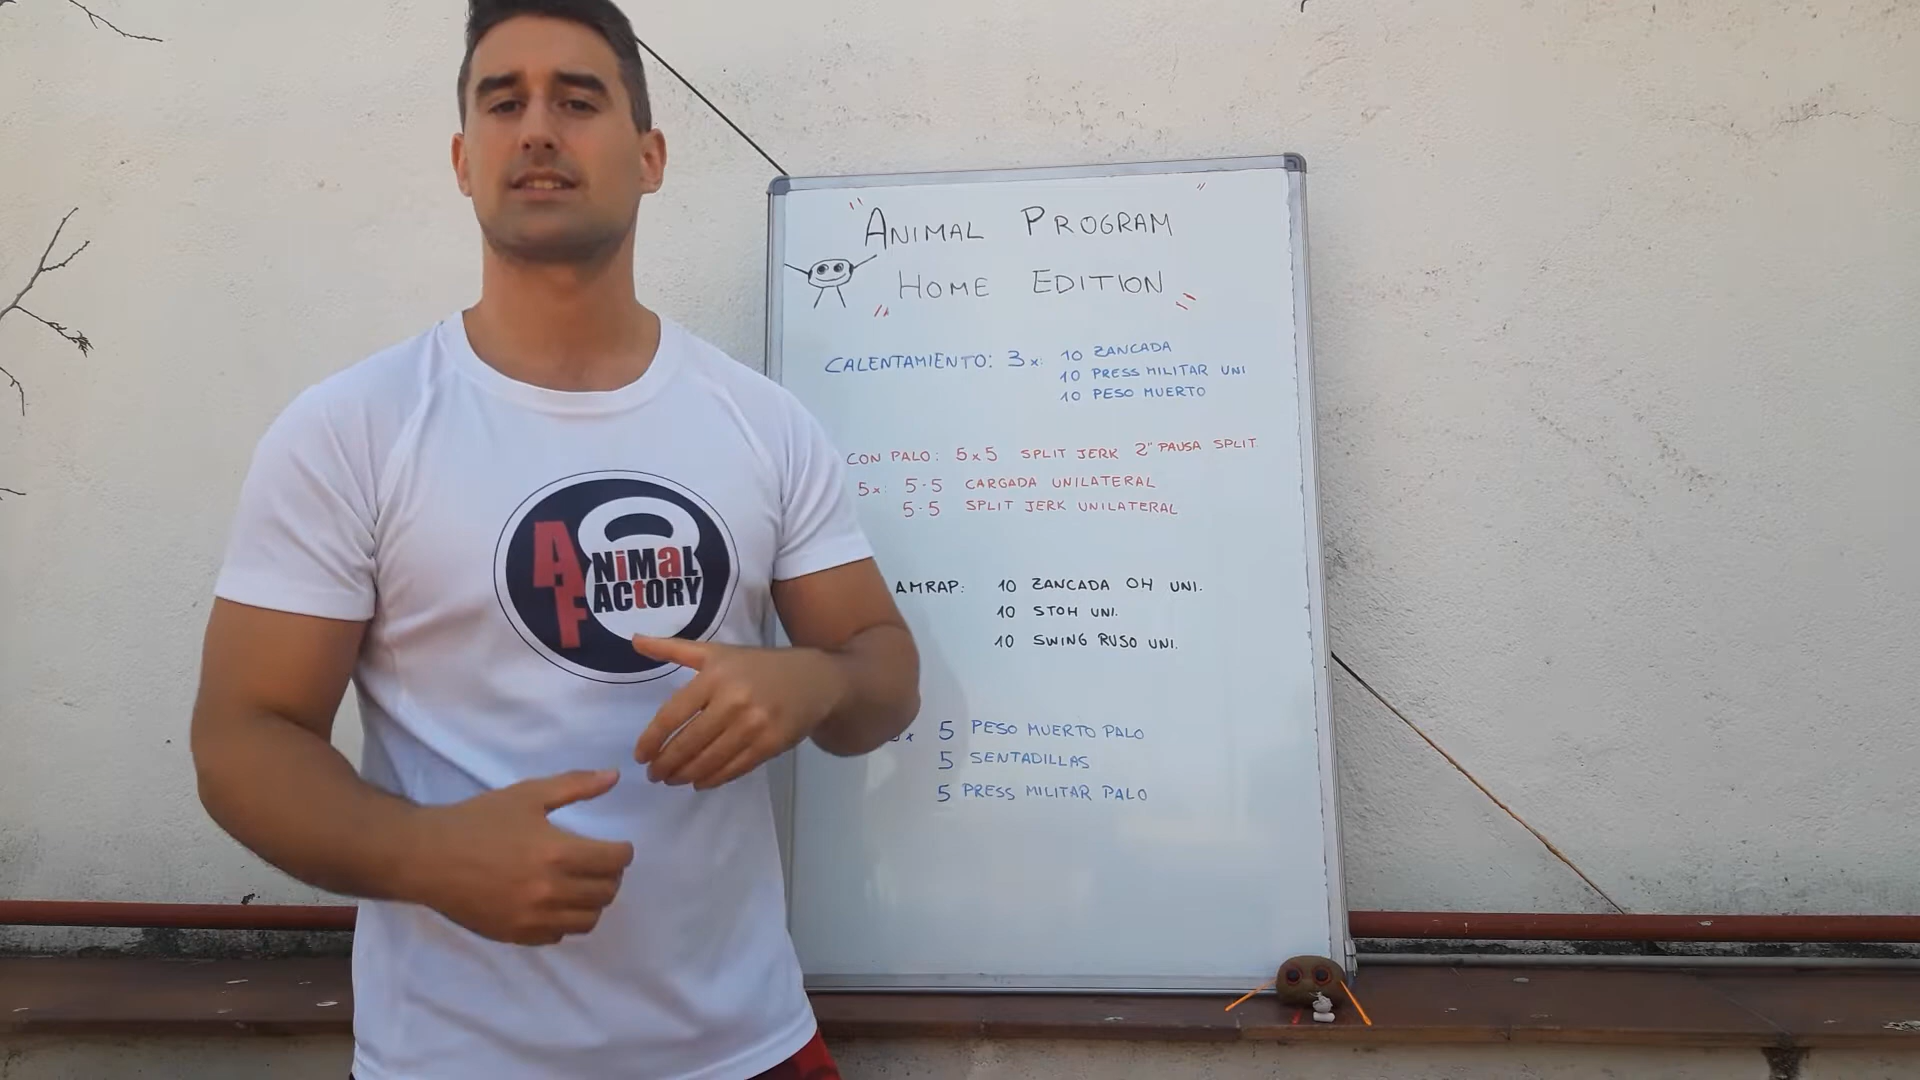 "ANIMAL PROGRAM
HOME EDITION"
CALENTAMIENTO: 3x: 10 ZANCADA
10 PRESS MILITAR UNI
10 PESO MUERTO
CON PALO: 5x5 SPLIT JERK 2" PAUSA SPLIT
5x: 5·5 CARGADA UNILATERAL
5·5 SPLIT JERK UNILATERAL
AMRAP: 10 ZANCADA OH UNI.
10 STOH UNI.
10 SWING RUSO UNI.
5 PESO MUERTO PALO
5 SENTADILLAS
5 PRESS MILITAR PALO
ANiMaL
FACtORY